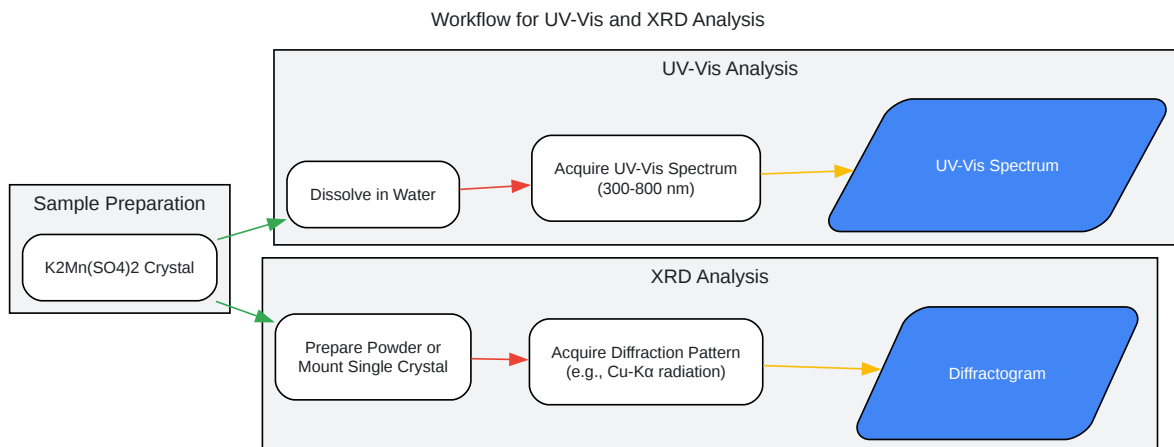 Workflow for UV-Vis and XRD Analysis
UV-Vis Analysis
Dissolve in Water
Acquire UV-Vis Spectrum
(300-800 nm)
UV-Vis Spectrum
Sample Preparation
K2Mn(SO4)2 Crystal
XRD Analysis
Prepare Powder or
Mount Single Crystal
Acquire Diffraction Pattern
(e.g., Cu-Kα radiation)
Diffractogram